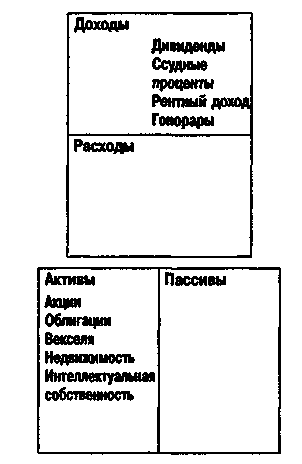 Доходы
Дивиденды
Ссудные
проценты
Рентный доход
Гонорары
Расходы
Активы
Акции
Облигации
Векселя
Недвижимость
Интеллектуальная
собственность
Пассивы